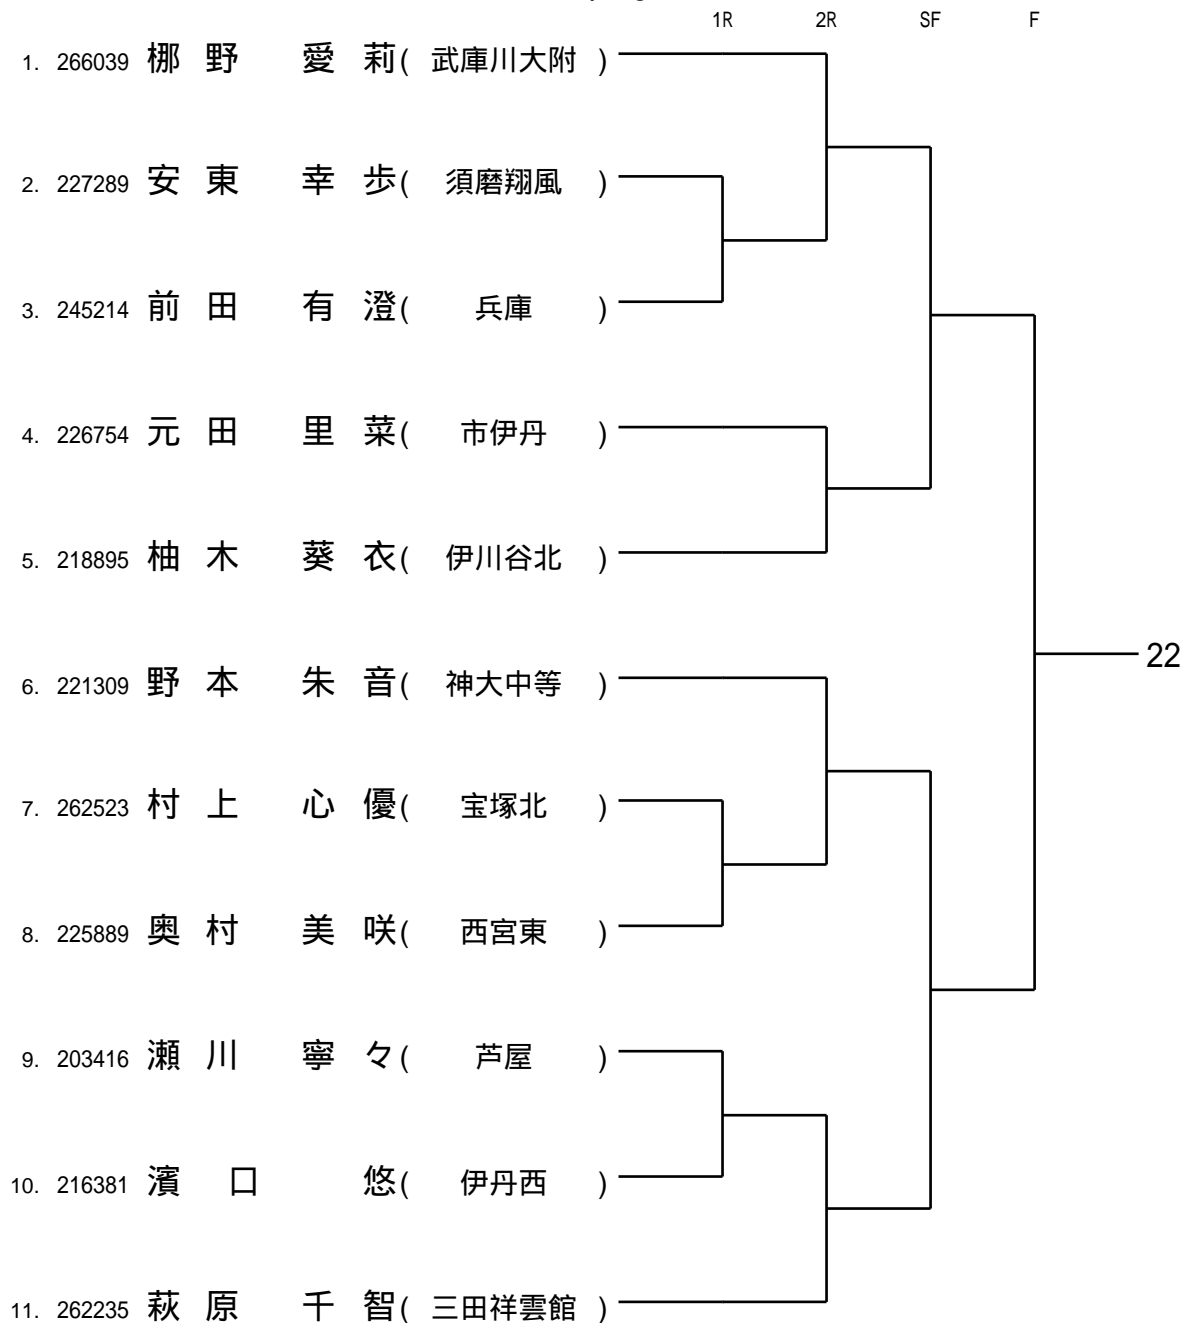 1R 2R SF F
1. 266039 梛野 愛莉( 武庫川大附 )
2. 227289 安東 幸歩( 須磨翔風 )
3. 245214 前田 有澄( 兵庫 )
4. 226754 元田 里菜( 市伊丹 )
5. 218895 柚木 葵衣( 伊川谷北 )
22
6. 221309 野本 朱音( 神大中等 )
7. 262523 村上 心優( 宝塚北 )
8. 225889 奥村 美咲( 西宮東 )
9. 203416 瀬川 寧々( 芦屋 )
10. 216381 濱口 悠( 伊丹西 )
11. 262235 萩原 千智( 三田祥雲館 )